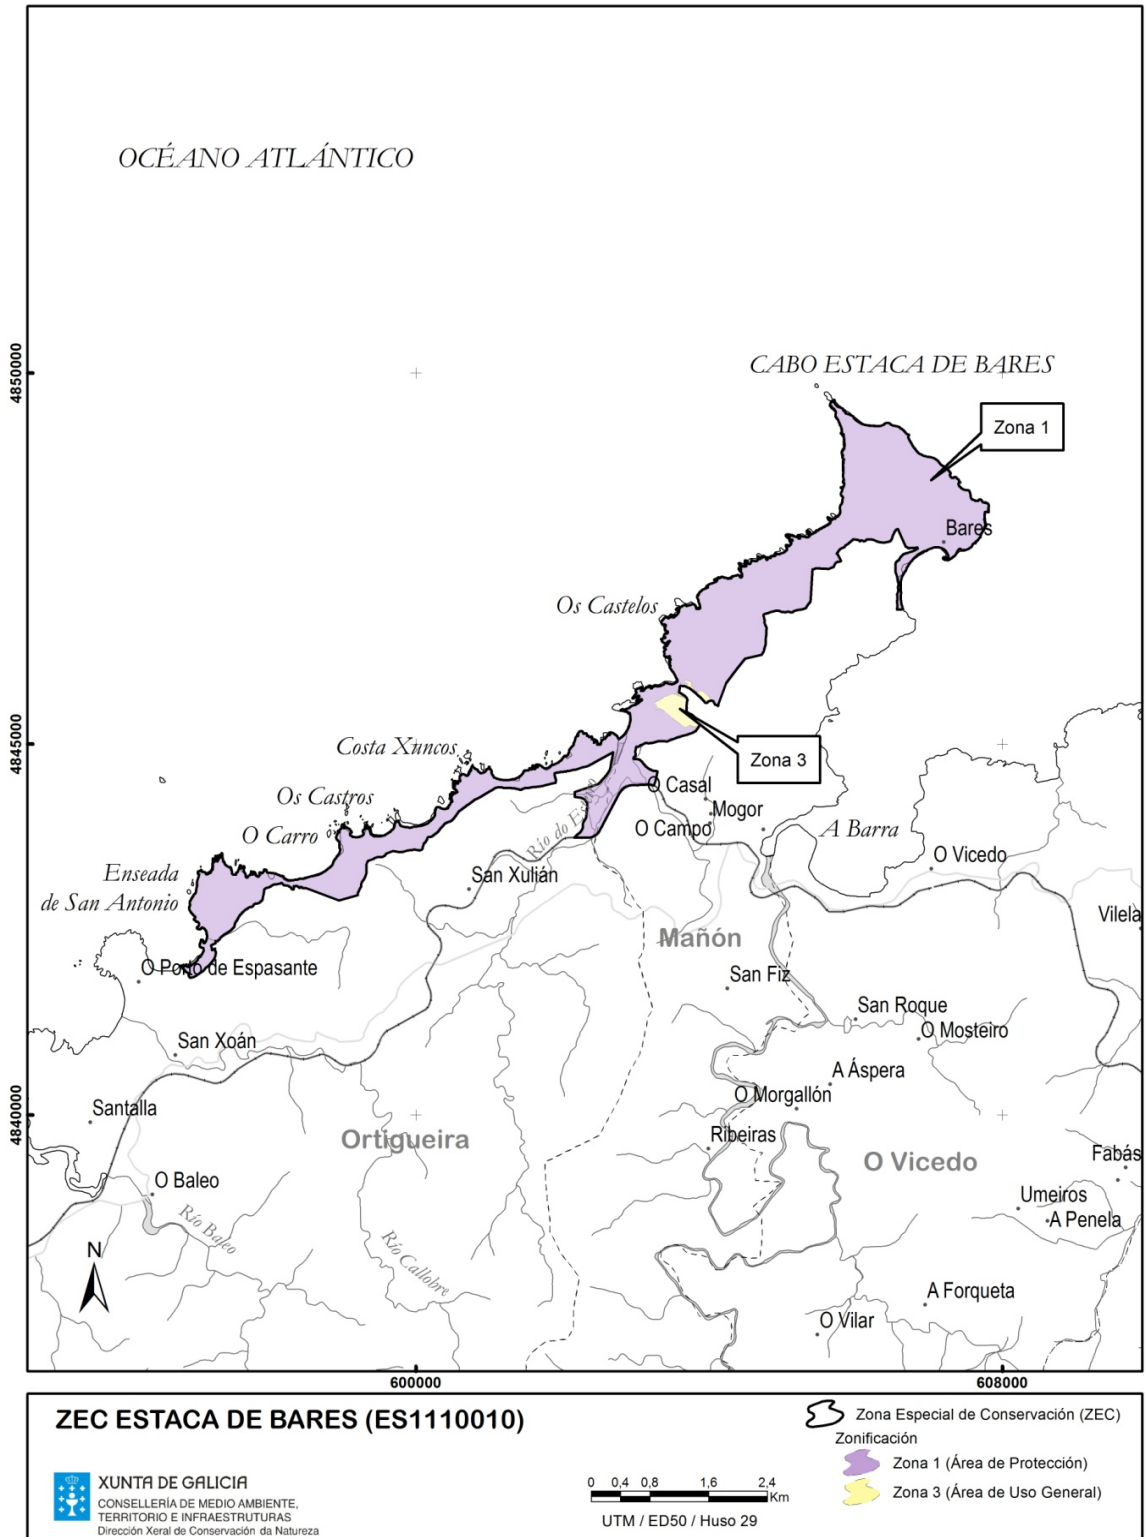 OCÉANO ATLÁNTICO
4850000
CABO ESTACA DE BARES
Zona 1
Bares
Os Castelos
4845000
Costa Xuncos
Zona 3
Os Castros
O Casal
O Carro
O Campo
Mogor
A Barra
Enseada
de San Antonio
San Xulián
O Vicedo
Vilela
Mañón
O Porto de Espasante
San Fiz
San Roque
O Mosteiro
San Xoán
A Áspera
O Morgallón
4840000
Santalla
Ortigueira
Ribeiras
O Vicedo
Fabás
O Baleo
Río Baleo
Umeiros
A Penela
Río Callobre
N
A Forqueta
O Vilar
600000
608000
ZEC ESTACA DE BARES (ES1110010)
XUNTA DE GALICIA
CONSELLERÍA DE MEDIO AMBIENTE,
TERRITORIO E INFRAESTRUTURAS
Dirección Xeral de Conservación da Natureza
0 0,4 0,8 1,6 2,4
Km
UTM / ED50 / Huso 29
Zona Especial de Conservación (ZEC)
Zonificación
Zona 1 (Área de Protección)
Zona 3 (Área de Uso General)